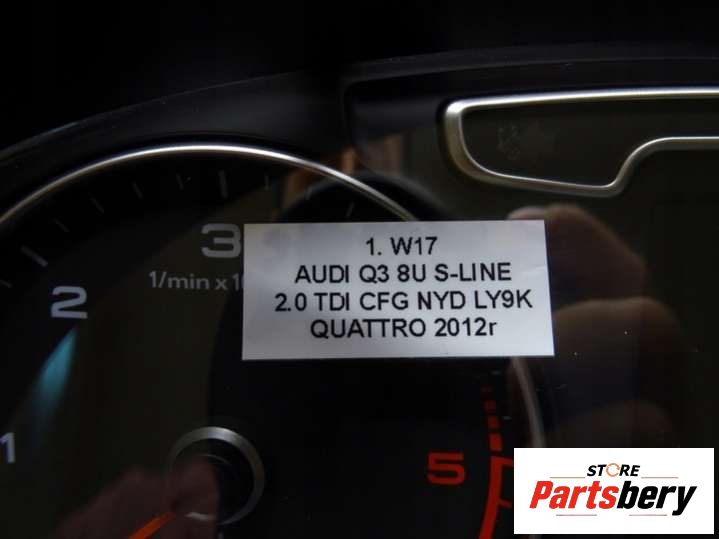 3
1/min x10
2
1
5
1. W17
AUDI Q3 8U S-LINE
2.0 TDI CFG NYD LY9K
QUATTRO 2012r
STORE
Partsbery